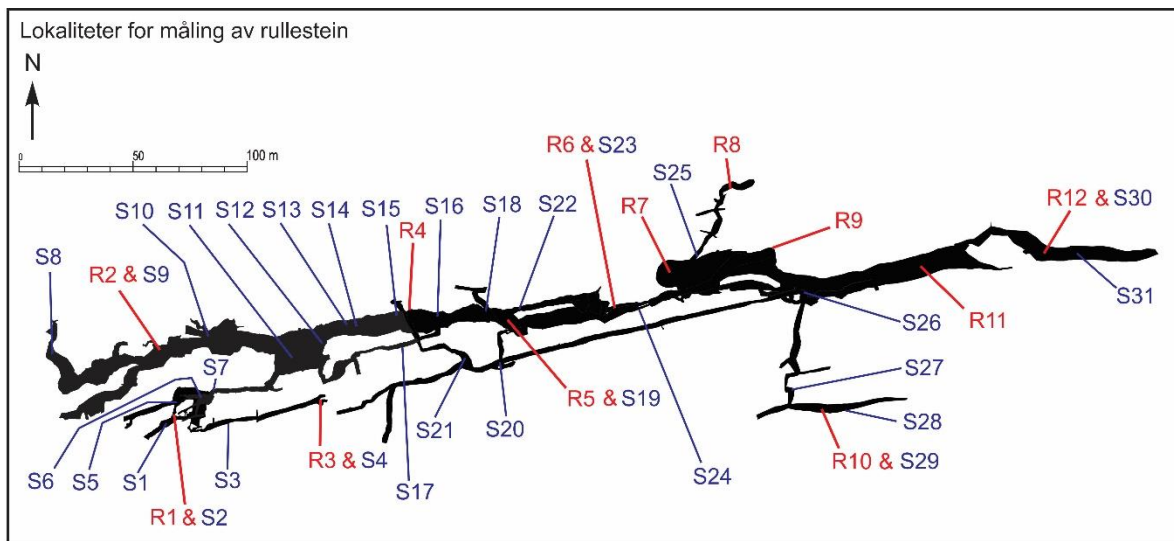 Lokaliteter for måling av rullestein
N
0 50 100 m
R6 & S23
R8
S25
R12 & S30
S10 S11 S12 S13 S14 S15 R4 S16 S18 S22
R7
R9
S8
R2 & S9
S31
R11
S26
S7
S27
R5 & S19
S21 S20
S28
S6 S5 S1 S3
R3 & S4
S24
R10 & S29
S17
R1 & S2